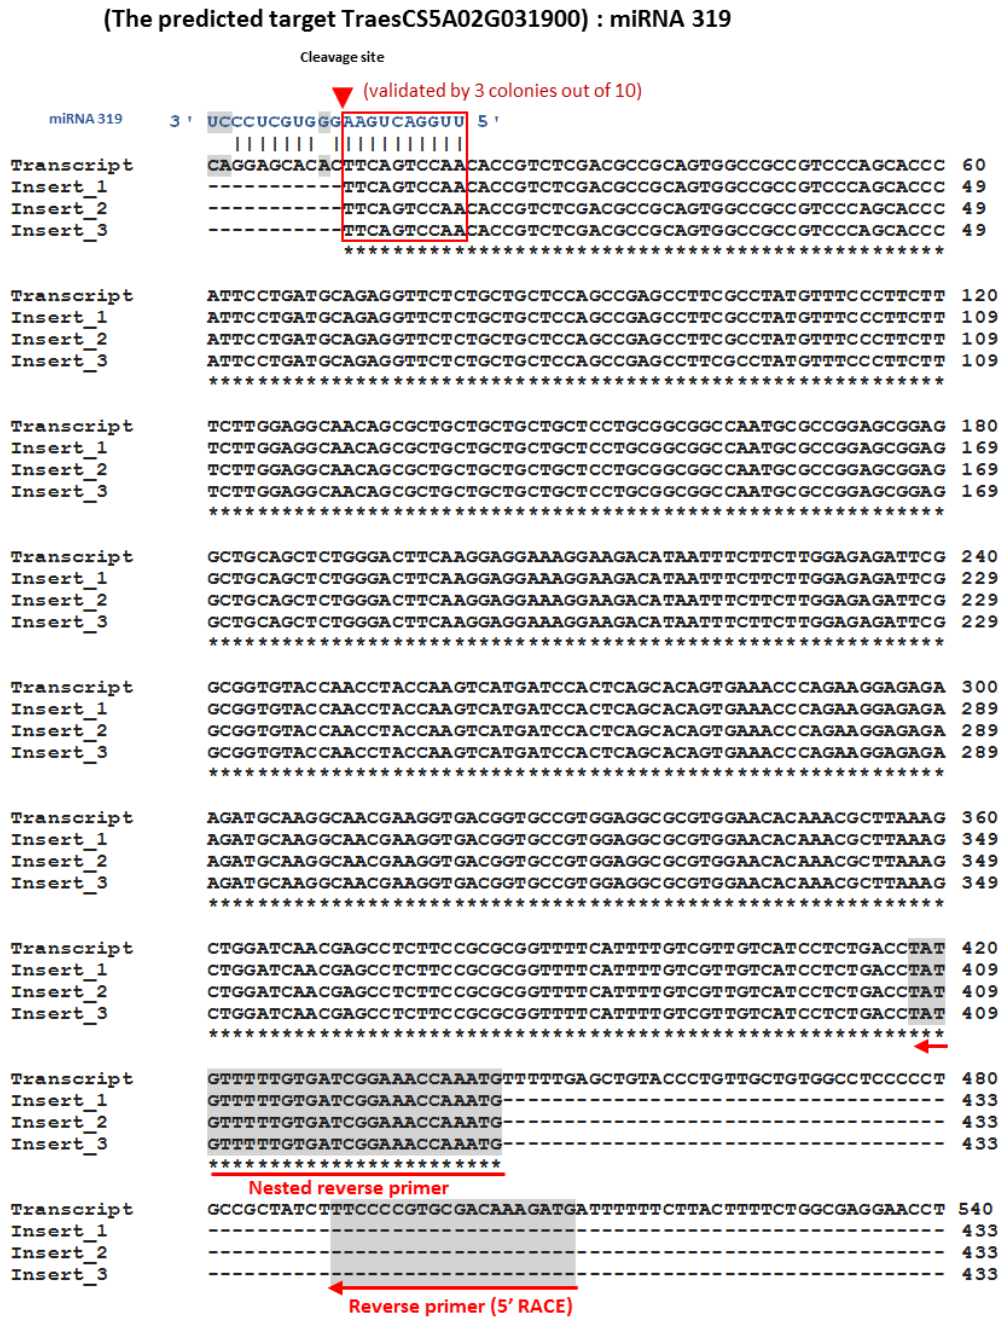 (The predicted target TraesCS5A02G031900) : miRNA 319
Cleavage site
(validated by 3 colonies out of 10)
miRNA 319 3 ' UCCCUCGUGGGAAGUCAGGUU 5 '
||||||| |||||||||||
Transcript CAGGAGCACACTTCAGTCCAACACCGTCTCGACGCCGCAGTGGCCGCCGTCCCAGCACCC 60
Insert_1 -----------TTCAGTCCAACACCGTCTCGACGCCGCAGTGGCCGCCGTCCCAGCACCC 49
Insert_2 -----------TTCAGTCCAACACCGTCTCGACGCCGCAGTGGCCGCCGTCCCAGCACCC 49
Insert_3 -----------TTCAGTCCAACACCGTCTCGACGCCGCAGTGGCCGCCGTCCCAGCACCC 49
*************************************************
Transcript ATTCCTGATGCAGAGGTTCTCTGCTGCTCCAGCCGAGCCTTCGCCTATGTTTCCCTTCTT 120
Insert_1 ATTCCTGATGCAGAGGTTCTCTGCTGCTCCAGCCGAGCCTTCGCCTATGTTTCCCTTCTT 109
Insert_2 ATTCCTGATGCAGAGGTTCTCTGCTGCTCCAGCCGAGCCTTCGCCTATGTTTCCCTTCTT 109
Insert_3 ATTCCTGATGCAGAGGTTCTCTGCTGCTCCAGCCGAGCCTTCGCCTATGTTTCCCTTCTT 109
************************************************************
Transcript TCTTGGAGGCAACAGCGCTGCTGCTGCTGCTCCTGCGGCGGCCAATGCGCCGGAGCGGAG 180
Insert_1 TCTTGGAGGCAACAGCGCTGCTGCTGCTGCTCCTGCGGCGGCCAATGCGCCGGAGCGGAG 169
Insert_2 TCTTGGAGGCAACAGCGCTGCTGCTGCTGCTCCTGCGGCGGCCAATGCGCCGGAGCGGAG 169
Insert_3 TCTTGGAGGCAACAGCGCTGCTGCTGCTGCTCCTGCGGCGGCCAATGCGCCGGAGCGGAG 169
************************************************************
Transcript GCTGCAGCTCTGGGACTTCAAGGAGGAAAGGAAGACATAATTTCTTCTTGGAGAGATTCG 240
Insert_1 GCTGCAGCTCTGGGACTTCAAGGAGGAAAGGAAGACATAATTTCTTCTTGGAGAGATTCG 229
Insert_2 GCTGCAGCTCTGGGACTTCAAGGAGGAAAGGAAGACATAATTTCTTCTTGGAGAGATTCG 229
Insert_3 GCTGCAGCTCTGGGACTTCAAGGAGGAAAGGAAGACATAATTTCTTCTTGGAGAGATTCG 229
************************************************************
Transcript GCGGTGTACCAACCTACCAAGTCATGATCCACTCAGCACAGTGAAACCCAGAAGGAGAGA 300
Insert_1 GCGGTGTACCAACCTACCAAGTCATGATCCACTCAGCACAGTGAAACCCAGAAGGAGAGA 289
Insert_2 GCGGTGTACCAACCTACCAAGTCATGATCCACTCAGCACAGTGAAACCCAGAAGGAGAGA 289
Insert_3 GCGGTGTACCAACCTACCAAGTCATGATCCACTCAGCACAGTGAAACCCAGAAGGAGAGA 289
************************************************************
Transcript AGATGCAAGGCAACGAAGGTGACGGTGCCGTGGAGGCGCGTGGAACACAAACGCTTAAAG 360
Insert_1 AGATGCAAGGCAACGAAGGTGACGGTGCCGTGGAGGCGCGTGGAACACAAACGCTTAAAG 349
Insert_2 AGATGCAAGGCAACGAAGGTGACGGTGCCGTGGAGGCGCGTGGAACACAAACGCTTAAAG 349
Insert_3 AGATGCAAGGCAACGAAGGTGACGGTGCCGTGGAGGCGCGTGGAACACAAACGCTTAAAG 349
************************************************************
Transcript CTGGATCAACGAGCCTCTTCCGCGCGGTTTTCATTTTGTCGTTGTCATCCTCTGACCTAT 420
Insert_1 CTGGATCAACGAGCCTCTTCCGCGCGGTTTTCATTTTGTCGTTGTCATCCTCTGACCTAT 409
Insert_2 CTGGATCAACGAGCCTCTTCCGCGCGGTTTTCATTTTGTCGTTGTCATCCTCTGACCTAT 409
Insert_3 CTGGATCAACGAGCCTCTTCCGCGCGGTTTTCATTTTGTCGTTGTCATCCTCTGACCTAT 409
************************************************************
Transcript GTTTTTGTGATCGGAAACCAAATGTTTTTGAGCTGTACCCTGTTGCTGTGGCCTCCCCCT 480
Insert_1 GTTTTTGTGATCGGAAACCAAATG------------------------------------ 433
Insert_2 GTTTTTGTGATCGGAAACCAAATG------------------------------------ 433
Insert_3 GTTTTTGTGATCGGAAACCAAATG------------------------------------ 433
************************
Nested reverse primer
Transcript GCCGCTATCTTTCCCCGTGCGACAAAGATGATTTTTTCTTACTTTTCTGGCGAGGAACCT 540
Insert_1 ------------------------------------------------------------ 433
Insert_2 ------------------------------------------------------------ 433
Insert_3 ------------------------------------------------------------ 433
Reverse primer (5’ RACE)